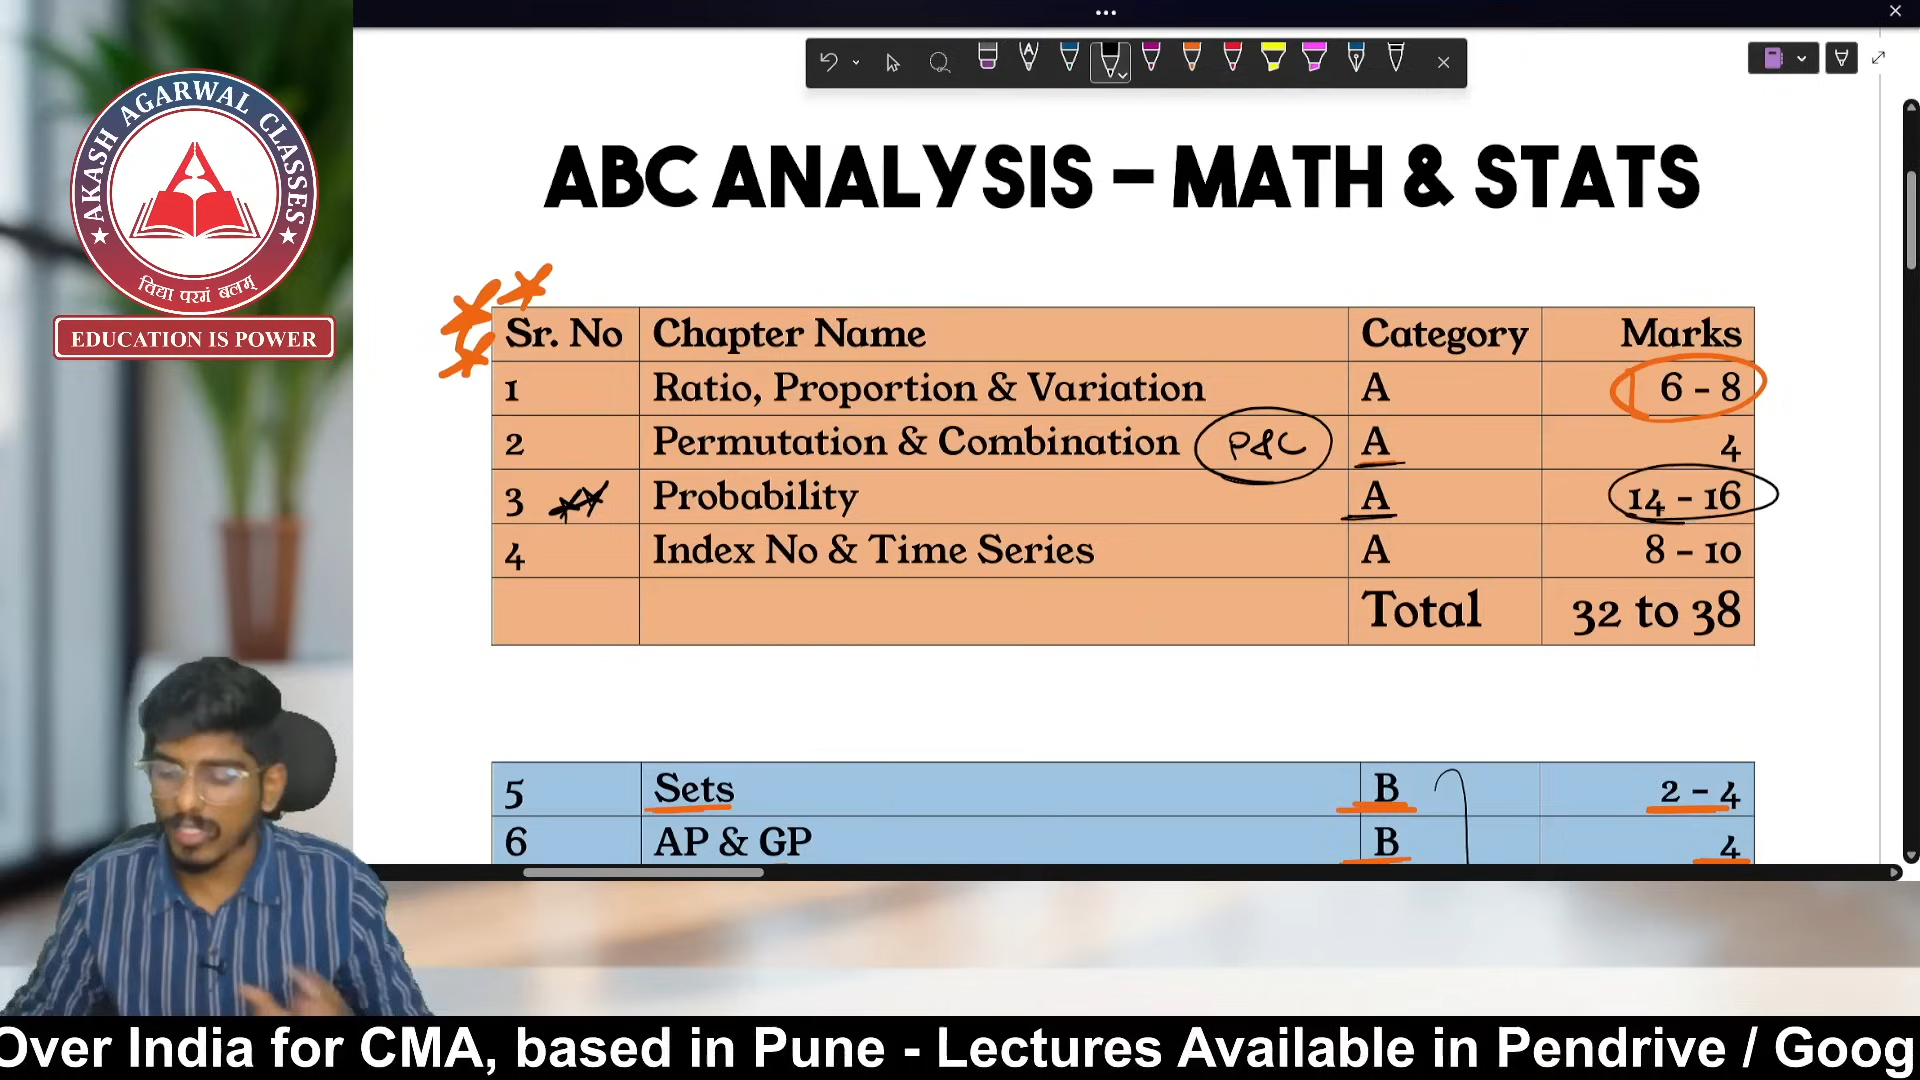 AKASH AGARWAL CLASSES
विद्या परमं बलम्
EDUCATION IS POWER
ABC ANALYSIS – MATH & STATS
Sr. No Chapter Name Category Marks
1 Ratio, Proportion & Variation A 6 - 8
2 Permutation & Combination P&C A 4
3 Probability A 14 - 16
4 Index No & Time Series A 8 - 10
Total 32 to 38
5 Sets B 2 - 4
6 AP & GP B 4
Over India for CMA, based in Pune - Lectures Available in Pendrive / Goog